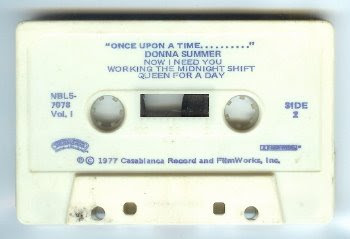 "ONCE UPON A TIME.........."
DONNA SUMMER
NOW I NEED YOU
WORKING THE MIDNIGHT SHIFT
QUEEN FOR A DAY
NBL5-
7078
Vol. I
SIDE
2
℗ © 1977 Casablanca Record and FilmWorks, Inc.